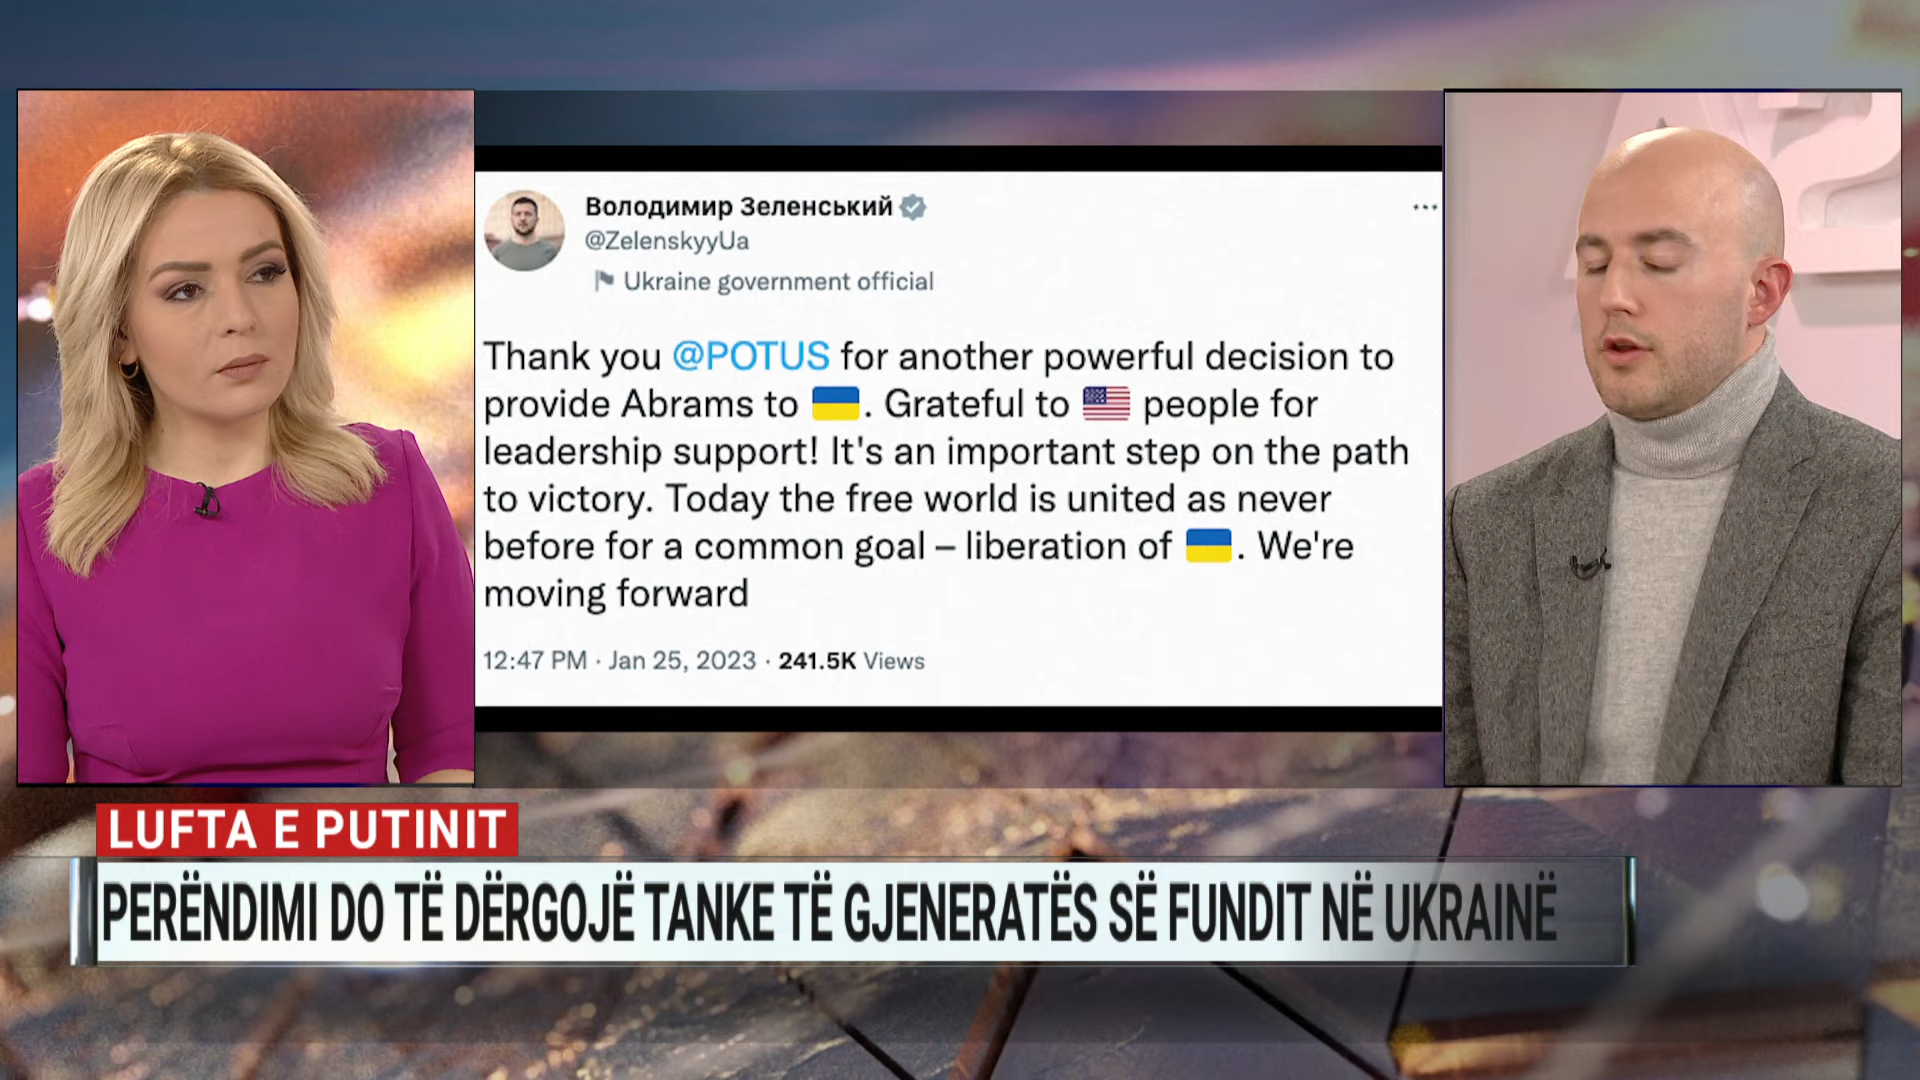 A2
Володимир Зеленський
@ZelenskyyUa
Ukraine government official
Thank you @POTUS for another powerful decision to
provide Abrams to 🇺🇦. Grateful to 🇺🇸 people for
leadership support! It's an important step on the path
to victory. Today the free world is united as never
before for a common goal – liberation of 🇺🇦. We're
moving forward
12:47 PM · Jan 25, 2023 · 241.5K Views
LUFTA E PUTINIT
PERËNDIMI DO TË DËRGOJË TANKE TË GJENERATËS SË FUNDIT NË UKRAINË